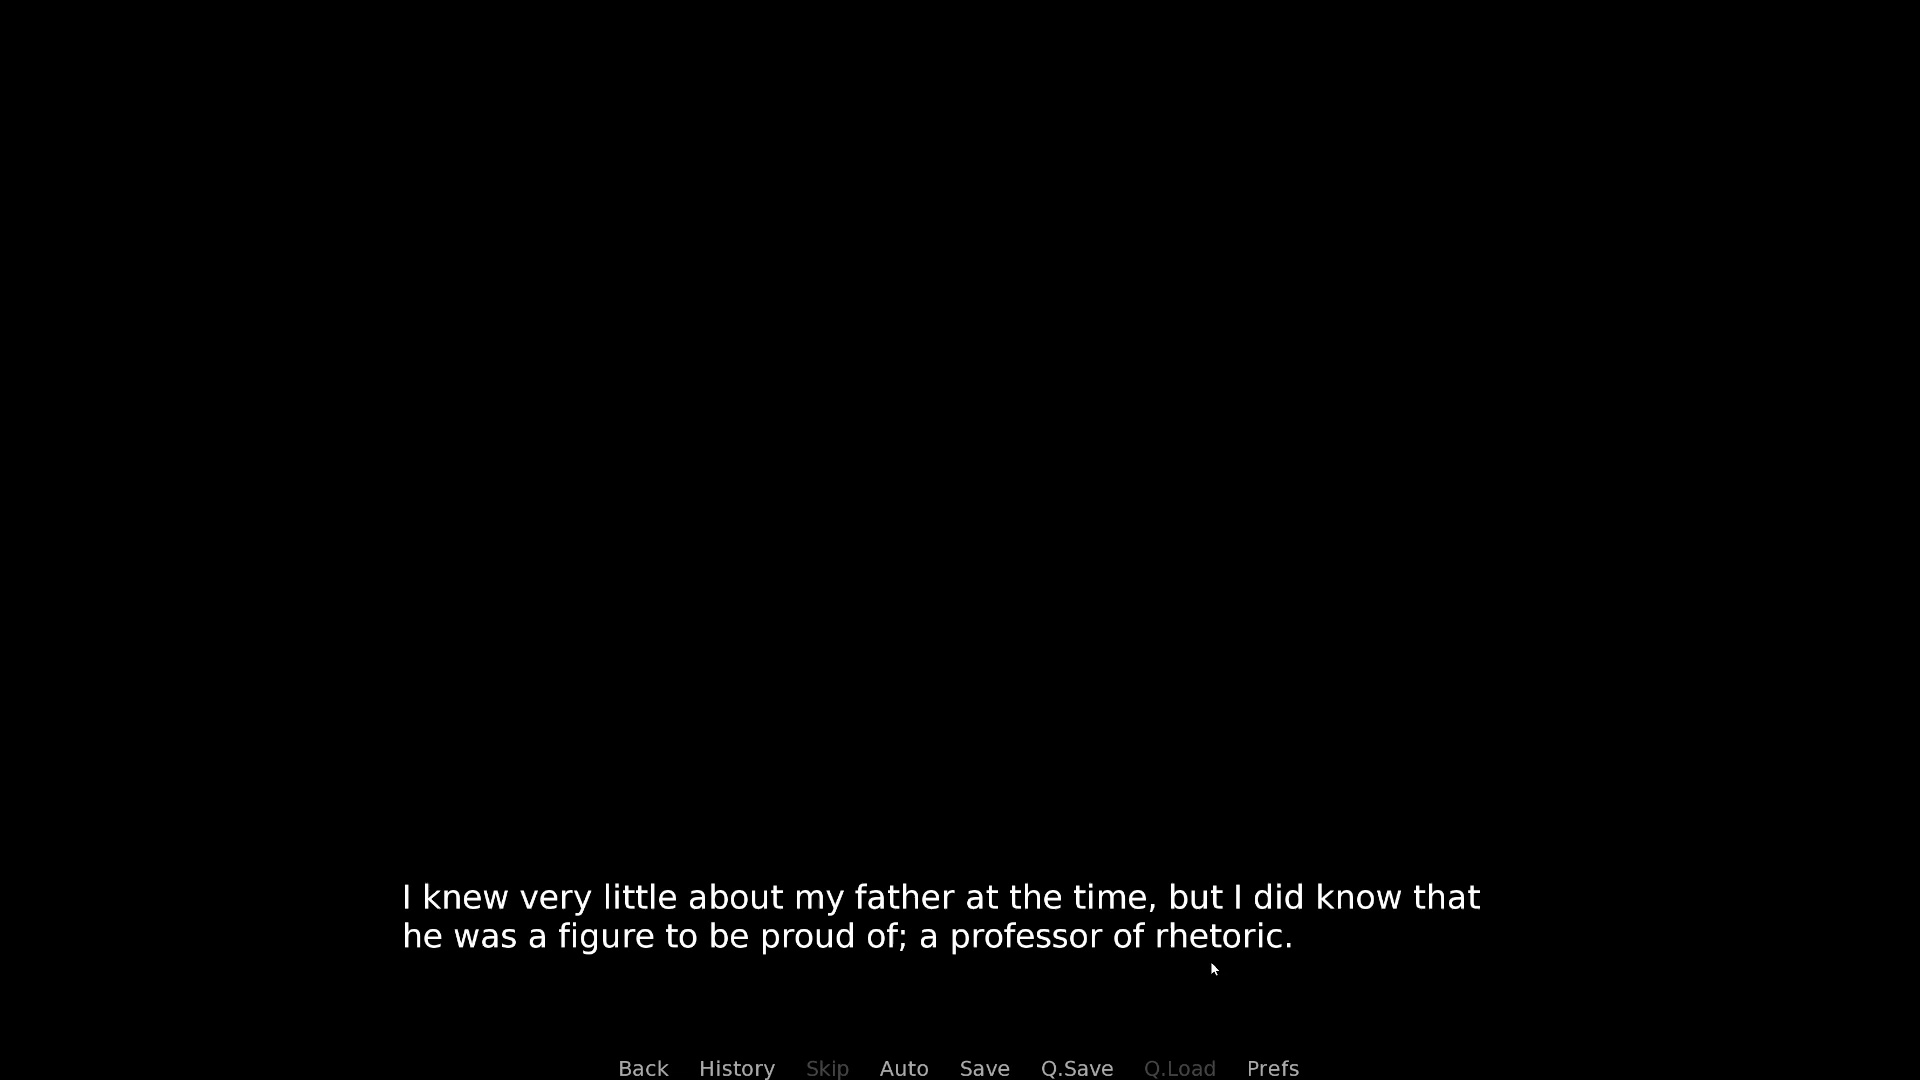 I knew very little about my father at the time, but I did know that
he was a figure to be proud of; a professor of rhetoric.
Back History Skip Auto Save Q.Save Q.Load Prefs